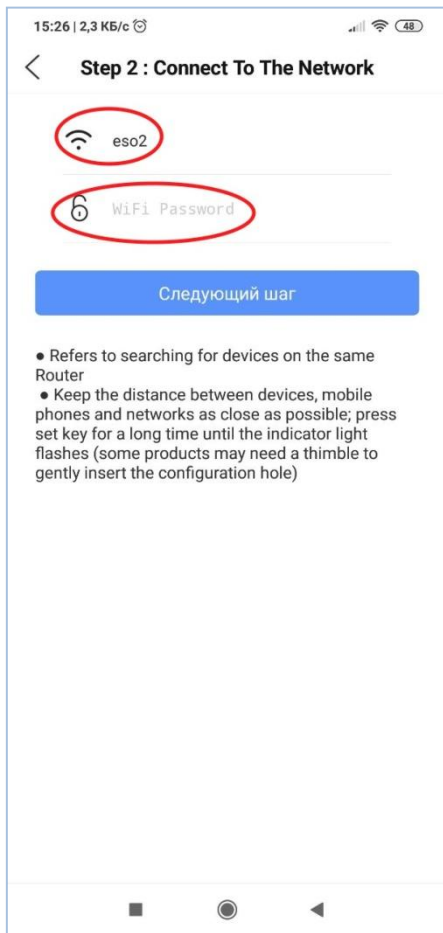 15:26 | 2,3 КБ/с 48
Step 2 : Connect To The Network
eso2
WiFi Password
Следующий шаг
● Refers to searching for devices on the same
Router
● Keep the distance between devices, mobile
phones and networks as close as possible; press
set key for a long time until the indicator light
flashes (some products may need a thimble to
gently insert the configuration hole)